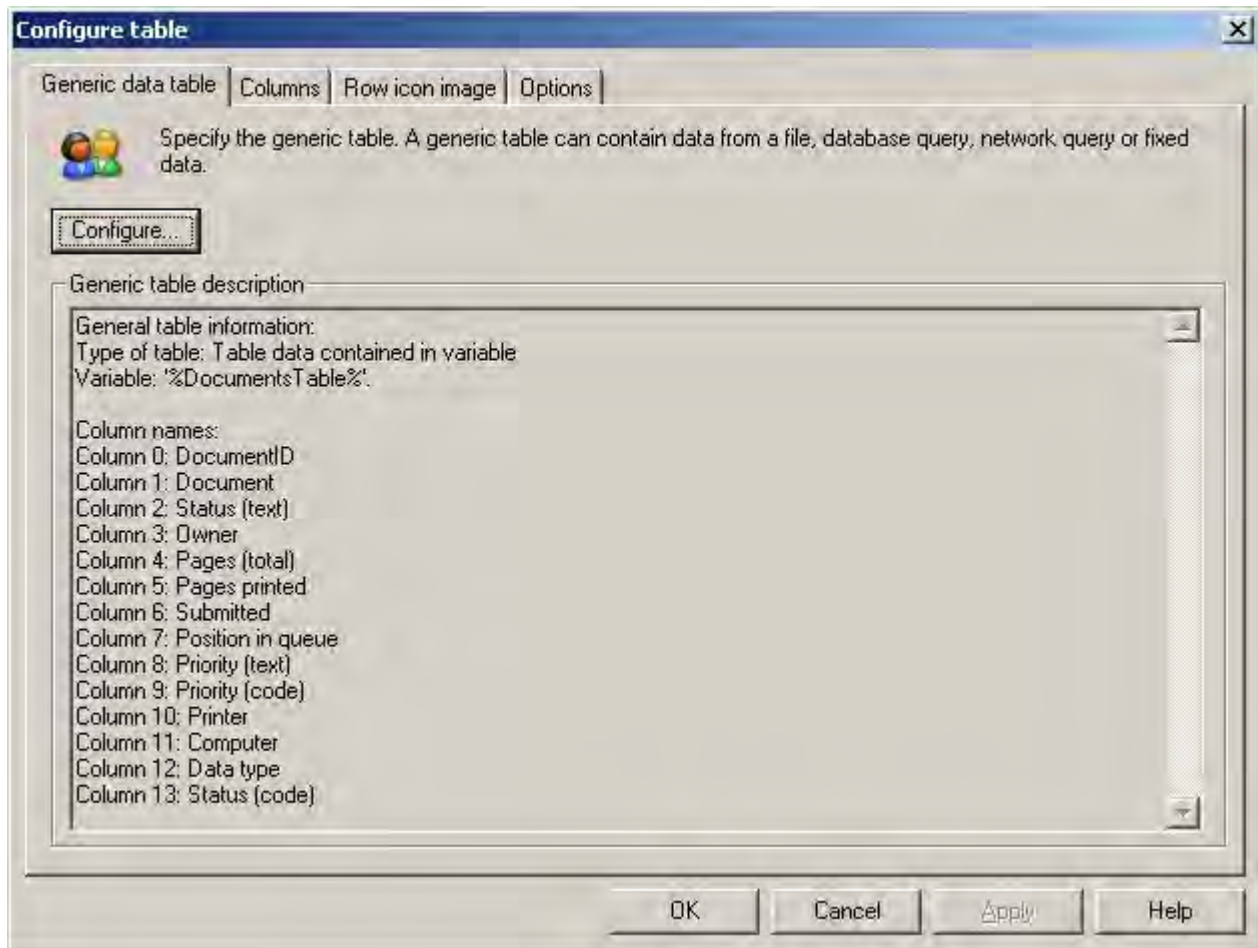 Configure table
Generic data table
Columns
Row icon image
Options
Specify the generic table. A generic table can contain data from a file, database query, network query or fixed
data.
Configure...
Generic table description
General table information:
Type of table: Table data contained in variable
Variable: '%DocumentsTable%'.
Column names:
Column 0: DocumentID
Column 1: Document
Column 2: Status (text)
Column 3: Owner
Column 4: Pages (total)
Column 5: Pages printed
Column 6: Submitted
Column 7: Position in queue
Column 8: Priority (text)
Column 9: Priority (code)
Column 10: Printer
Column 11: Computer
Column 12: Data type
Column 13: Status (code)
OK
Cancel
Apply
Help